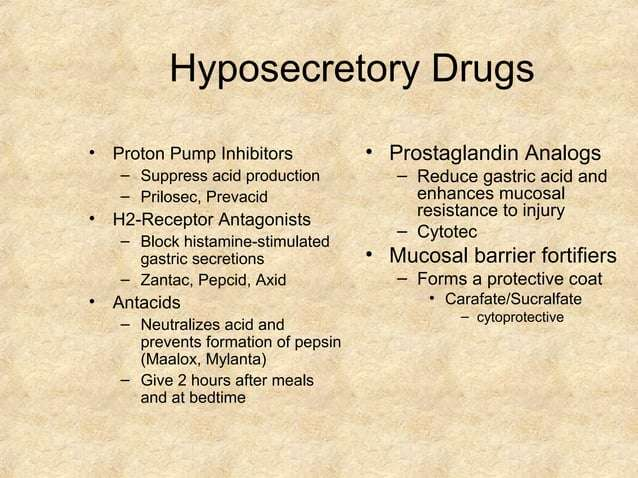 Hyposecretory Drugs
• Proton Pump Inhibitors
– Suppress acid production
– Prilosec, Prevacid
• H2-Receptor Antagonists
– Block histamine-stimulated
gastric secretions
– Zantac, Pepcid, Axid
• Antacids
– Neutralizes acid and
prevents formation of pepsin
(Maalox, Mylanta)
– Give 2 hours after meals
and at bedtime
• Prostaglandin Analogs
– Reduce gastric acid and
enhances mucosal
resistance to injury
– Cytotec
• Mucosal barrier fortifiers
– Forms a protective coat
• Carafate/Sucralfate
– cytoprotective